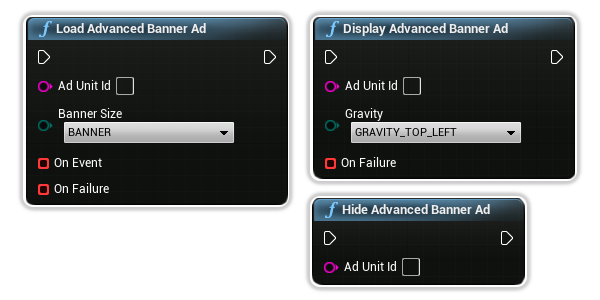 Load Advanced Banner Ad
Ad Unit Id
Banner Size
BANNER
On Event
On Failure
Display Advanced Banner Ad
Ad Unit Id
Gravity
GRAVITY_TOP_LEFT
On Failure
Hide Advanced Banner Ad
Ad Unit Id